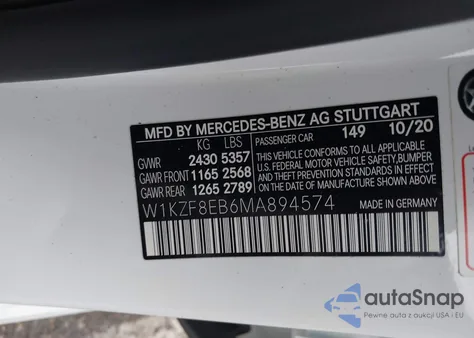 MFD BY MERCEDES-BENZ AG STUTTGART
KG LBS PASSENGER CAR 149 10/20
GVWR 2430 5357
GAWR FRONT 1165 2568
GAWR REAR 1265 2789
THIS VEHICLE CONFORMS TO ALL APPLICABLE
U.S. FEDERAL MOTOR VEHICLE SAFETY, BUMPER
AND THEFT PREVENTION STANDARDS IN EFFECT
ON THE DATE OF MANUFACTURE SHOWN ABOVE.
W1KZF8EB6MA894574 MADE IN GERMANY
autoSnap
Pewne auta z aukcji USA i EU